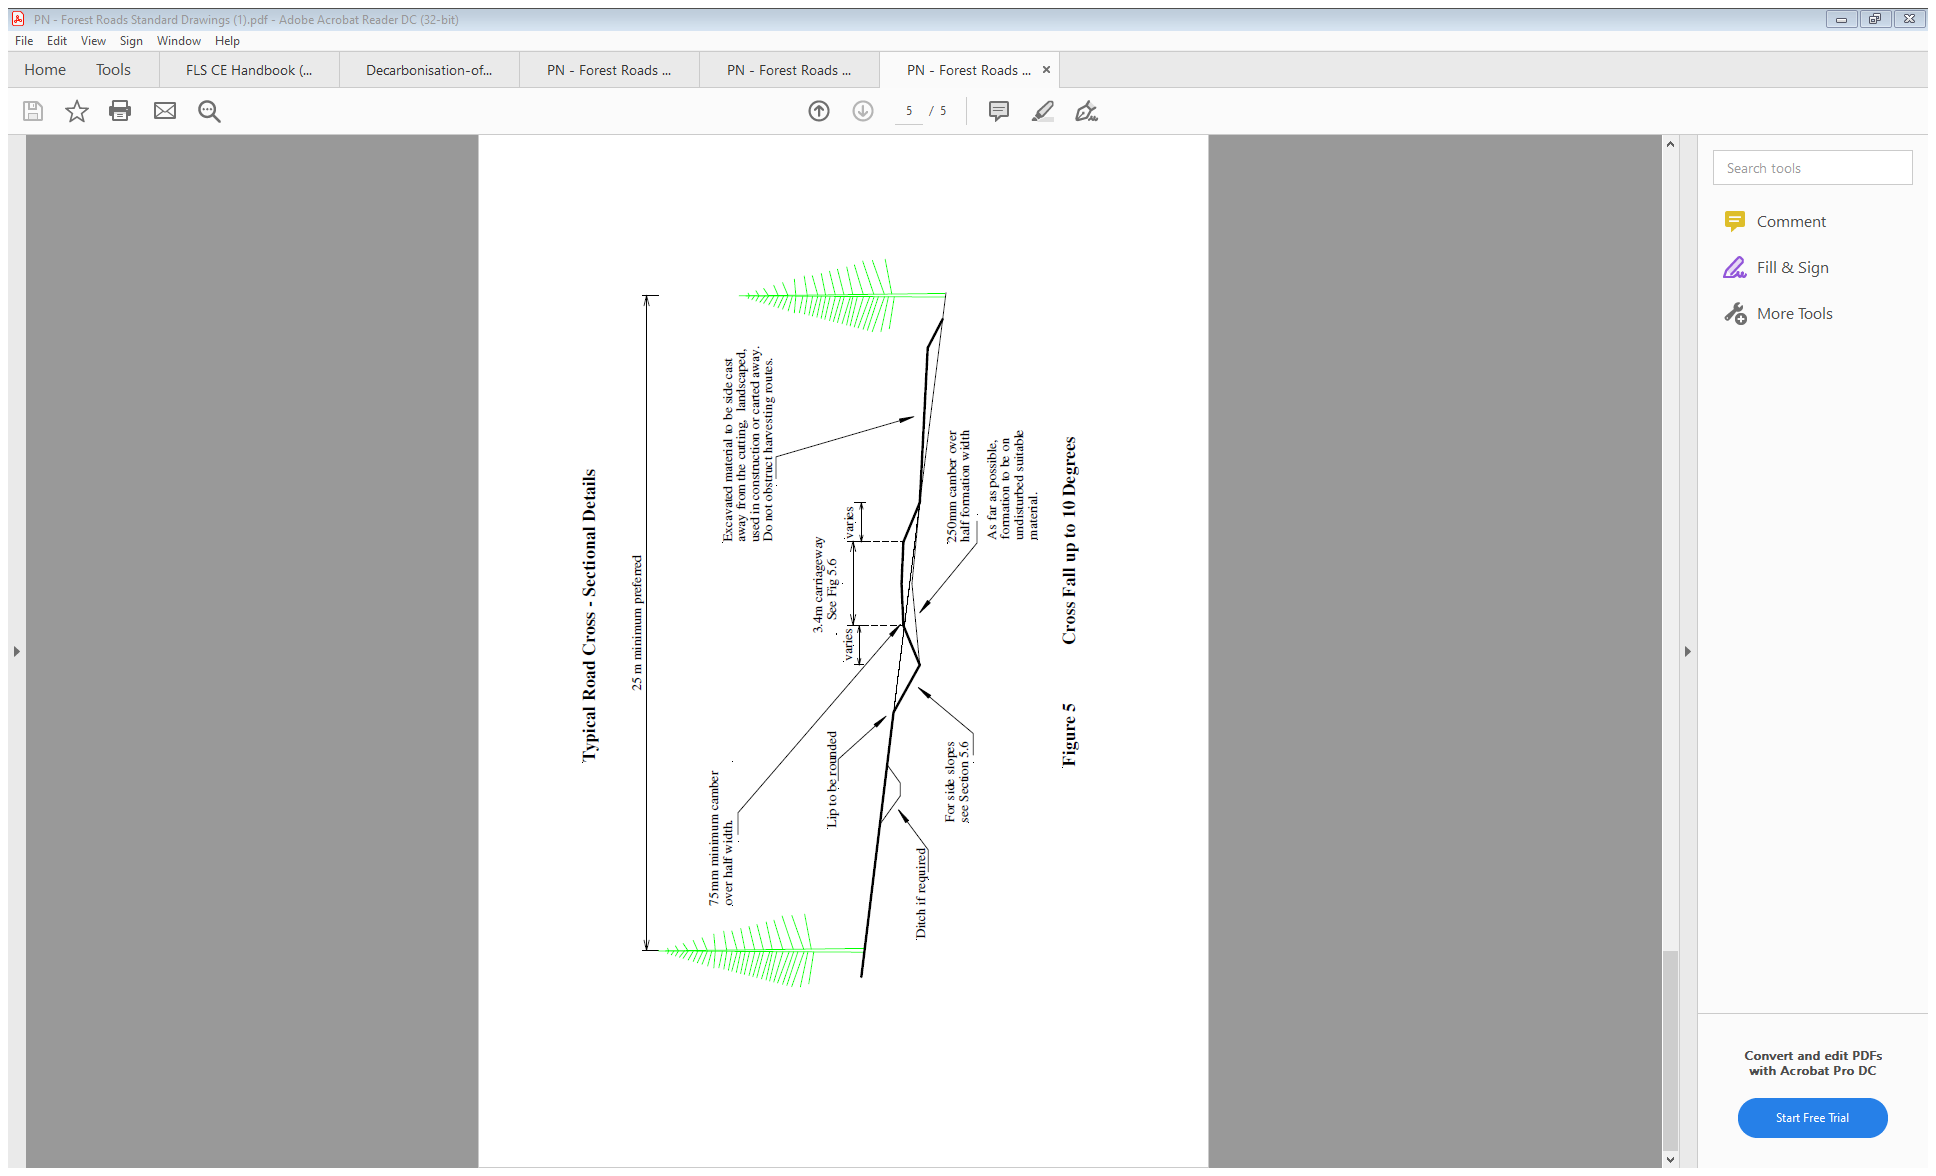 PN - Forest Roads Standard Drawings (1).pdf - Adobe Acrobat Reader DC (32-bit)
File Edit View Sign Window Help
Home Tools FLS CE Handbook (... Decarbonisation-of... PN - Forest Roads ... PN - Forest Roads ... PN - Forest Roads ...
5 / 5
Typical Road Cross - Sectional Details
25 m minimum preferred
75mm minimum camber
over half width.
Excavated material to be side cast
away from the cutting, landscaped,
used in construction or carted away.
Do not obstruct harvesting routes.
3.4m carriageway
See Fig 5.6
varies
varies
Lip to be rounded
Ditch if required
For side slopes
see Section 5.6
250mm camber over
half formation width
As far as possible,
formation to be on
undisturbed suitable
material.
Figure 5 Cross Fall up to 10 Degrees
Search tools
Comment
Fill & Sign
More Tools
Convert and edit PDFs
with Acrobat Pro DC
Start Free Trial